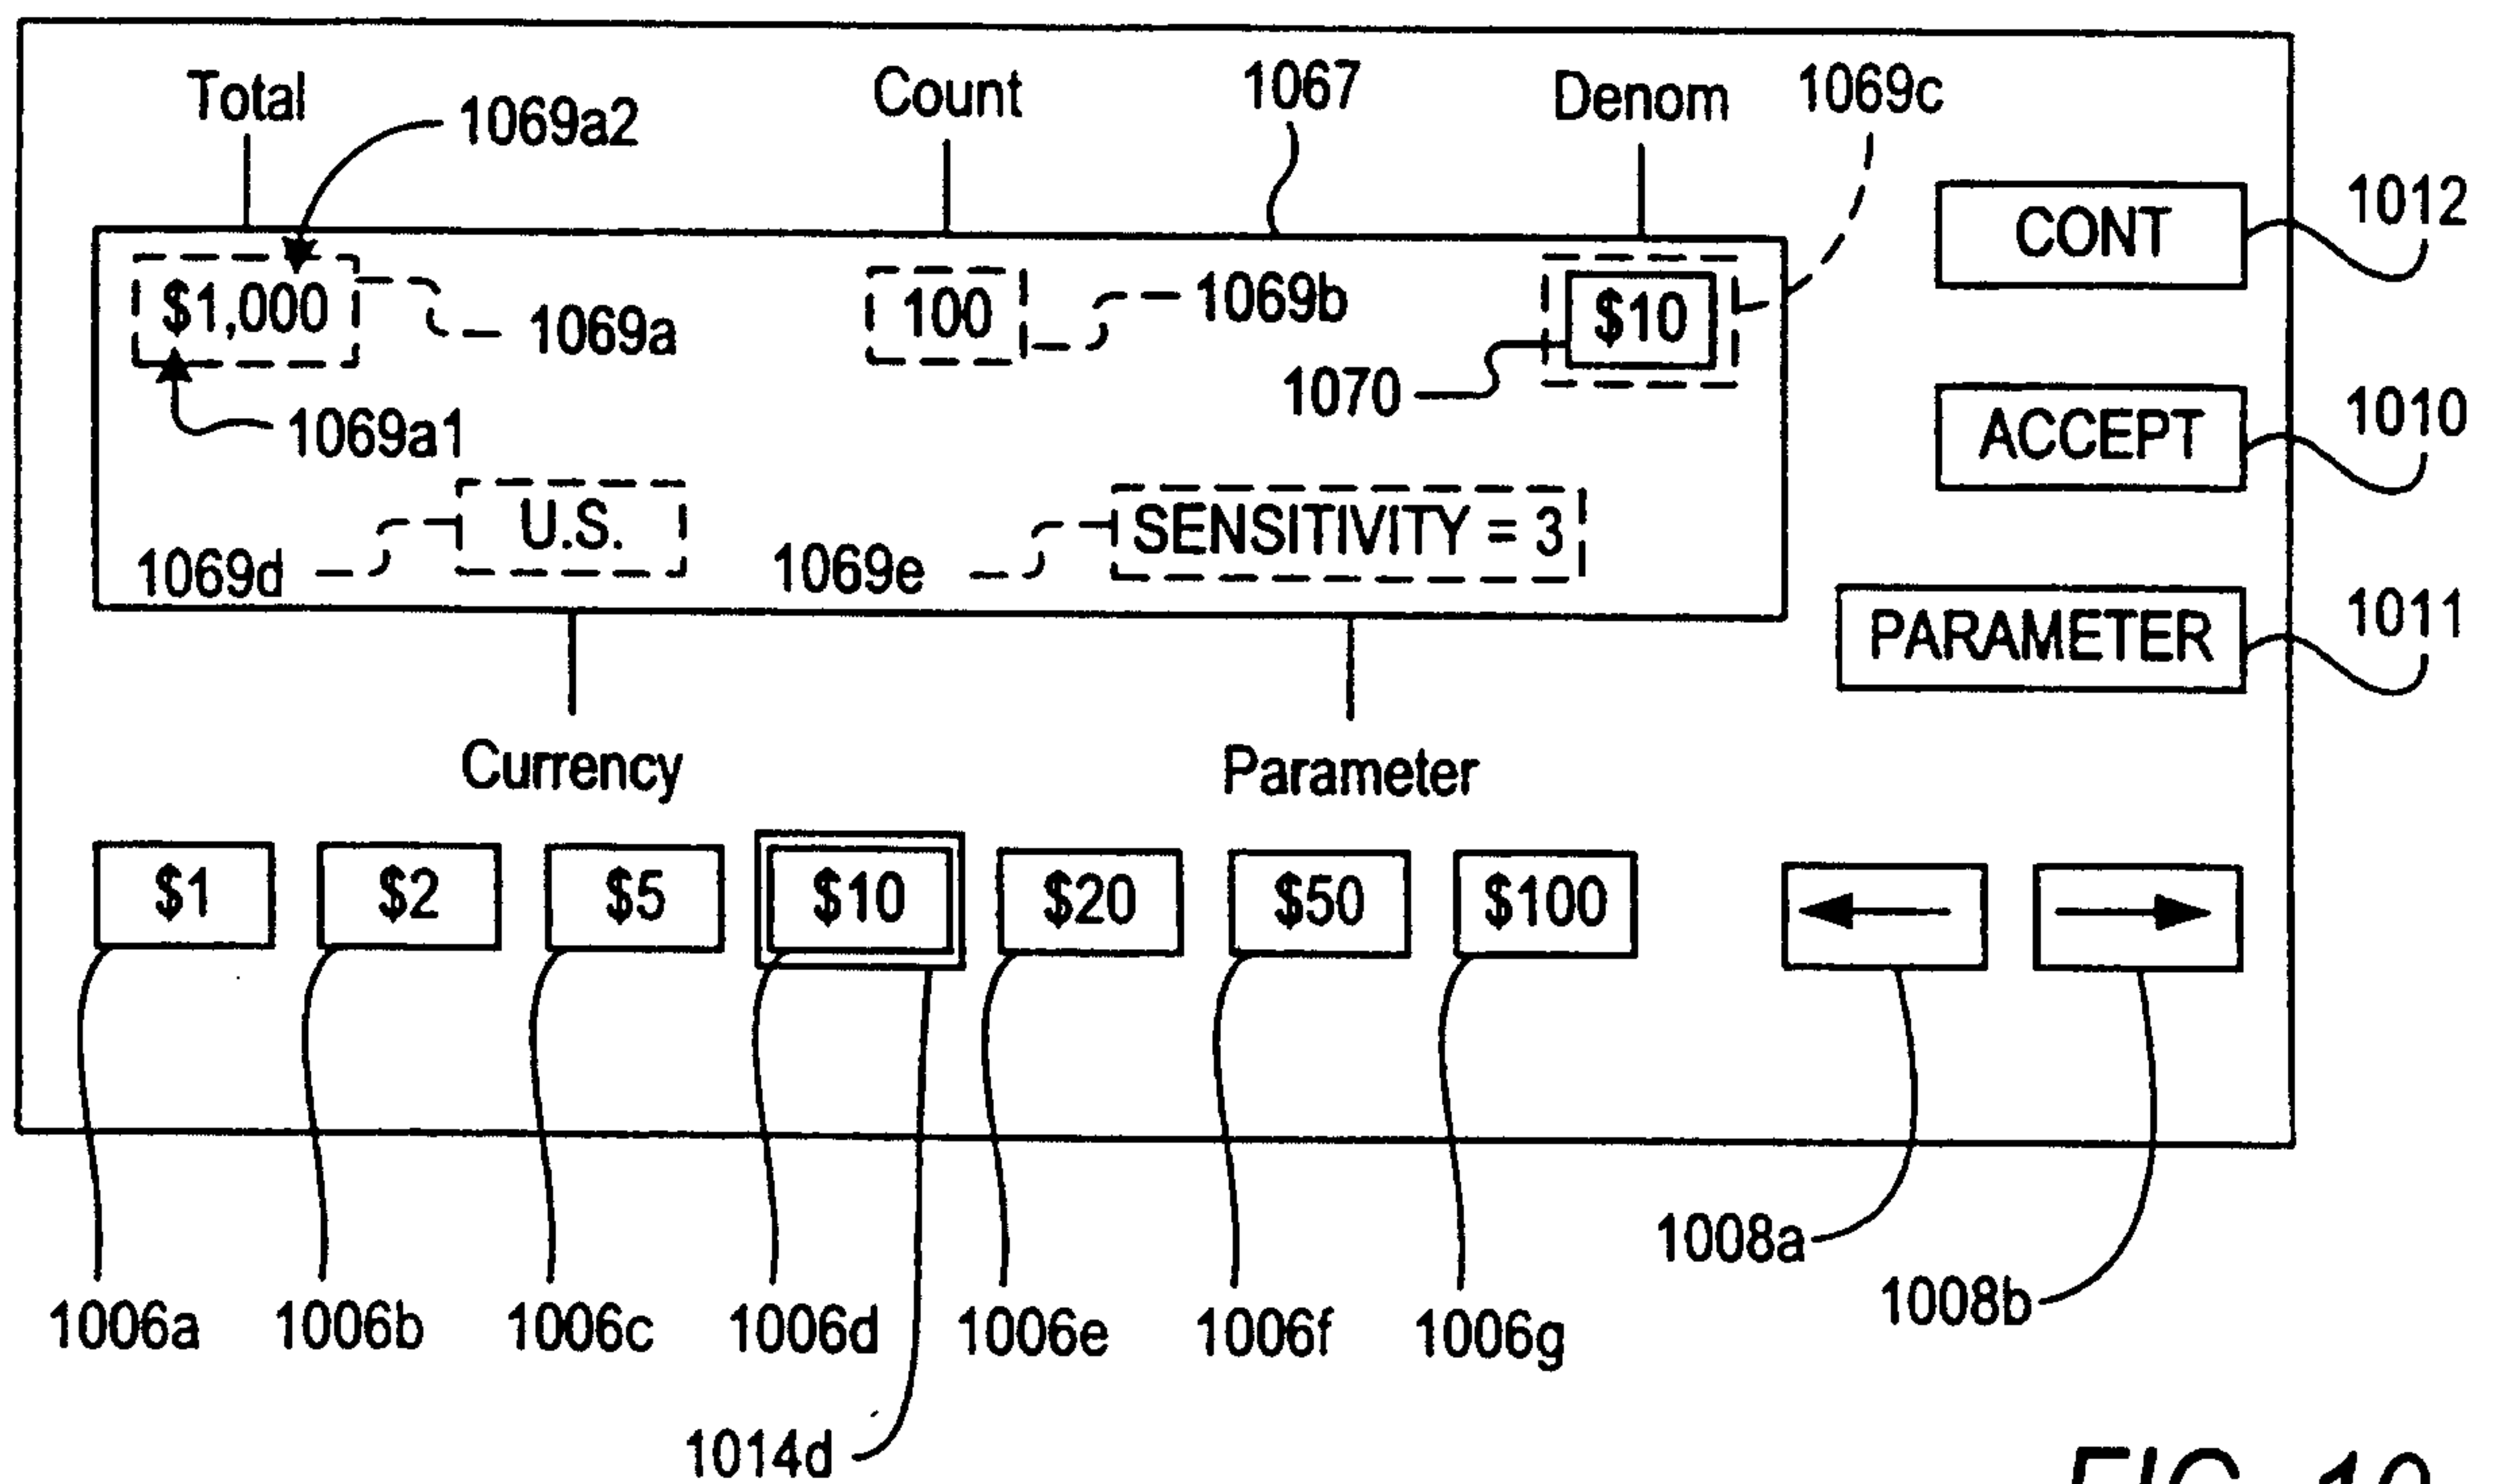 Total
1069a2
Count
1067
Denom
1069c
CONT
1012
$1,000
1069a
100
1069b
$10
1070
1069a1
ACCEPT
1010
U.S.
1069d
SENSITIVITY = 3
1069e
PARAMETER
1011
Currency
Parameter
$1
$2
$5
$10
$20
$50
$100
1008a
1008b
1006a
1006b
1006c
1006d
1006e
1006f
1006g
1014d